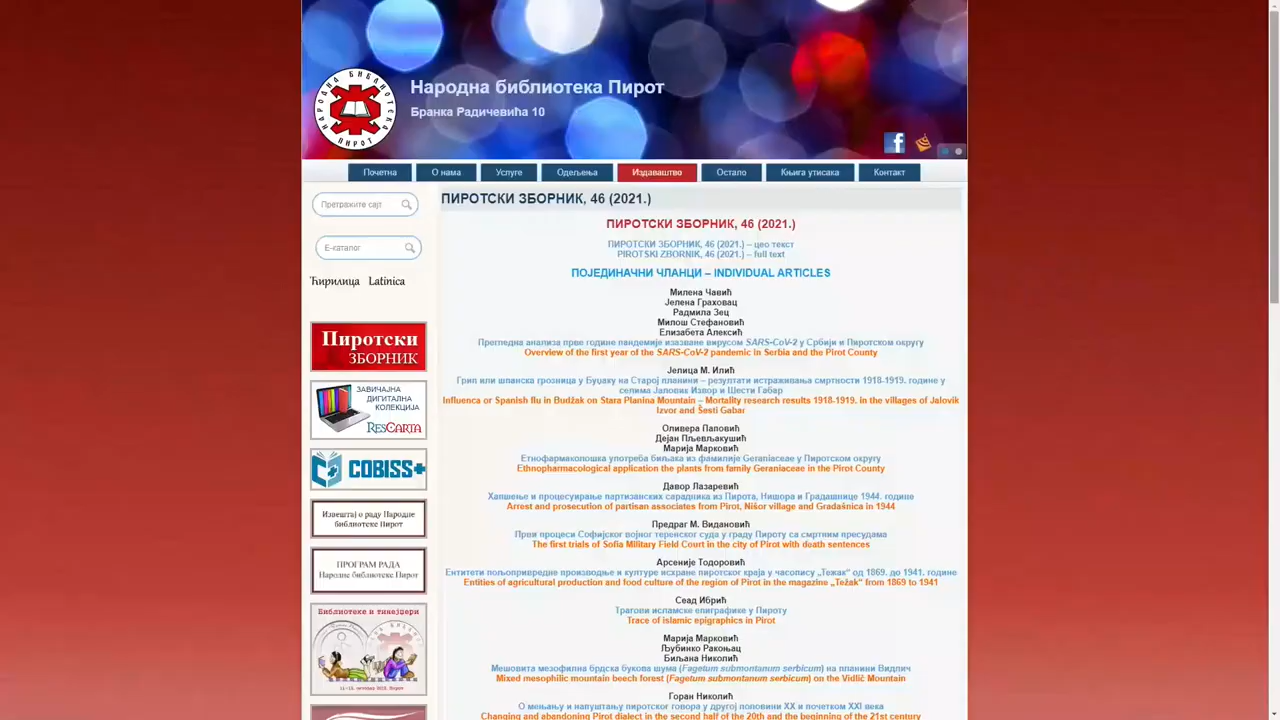 НАРОДНА БИБЛИОТЕКА
ПИРОТ
Народна библиотека Пирот
Бранка Радичевића 10
Почетна О нама Услуге Одељења Издаваштво Остало Књига утисака Контакт
Претражите сајт
Е-каталог
Ћирилица Latinica
Пиротски
ЗБОРНИК
ЗАВИЧАЈНА
ДИГИТАЛНА
КОЛЕКЦИЈА
RESCARTA
COBISS+
Извештај о раду Народне
библиотеке Пирот
ПРОГРАМ РАДА
Народне библиотеке Пирот
Библиотеке и тинејџери
ПИРОТСКИ ЗБОРНИК, 46 (2021.)
ПИРОТСКИ ЗБОРНИК, 46 (2021.)
ПИРОТСКИ ЗБОРНИК, 46 (2021.) – цео текст
PIROTSKI ZBORNIK, 46 (2021.) – full text
ПОЈЕДИНАЧНИ ЧЛАНЦИ – INDIVIDUAL ARTICLES
Милена Чавић
Јелена Граховац
Радмила Зец
Милош Стефановић
Елизабета Алексић
Прегледна анализа прве године пандемије изазване вирусом SARS-CoV-2 у Србији и Пиротском округу
Overview of the first year of the SARS-CoV-2 pandemic in Serbia and the Pirot County
Јелица М. Илић
Грип или шпанска грозница у Буџаку на Старој планини – резултати истраживања смртности 1918-1919. године у
селима Јаловик Извор и Шести Габар
Influenca or Spanish flu in Budžak on Stara Planina Mountain – Mortality research results 1918-1919. in the villages of Jalovik
Izvor and Šesti Gabar
Оливера Паповић
Дејан Пљевљакушић
Марија Марковић
Етнофармаколошка употреба биљака из фамилије Geraniaceae у Пиротском округу
Ethnopharmacological application the plants from family Geraniaceae in the Pirot County
Давор Лазаревић
Хапшење и процесуирање партизанских сарадника из Пирота, Нишора и Градашнице 1944. године
Arrest and prosecution of partisan associates from Pirot, Nišor village and Gradašnica in 1944
Предраг М. Видановић
Први процеси Софијског војног теренског суда у граду Пироту са смртним пресудама
The first trials of Sofia Military Field Court in the city of Pirot with death sentences
Арсеније Тодоровић
Ентитети пољопривредне производње и културе исхране пиротског краја у часопису „Тежак“ од 1869. до 1941. године
Entities of agricultural production and food culture of the region of Pirot in the magazine „Težak“ from 1869 to 1941
Сеад Ибрић
Трагови исламске епиграфике у Пироту
Trace of islamic epigraphics in Pirot
Марија Марковић
Љубинко Ракоњац
Биљана Николић
Мешовита мезофилна брдска букова шума (Fagetum submontanum serbicum) на планини Видлич
Mixed mesophilic mountain beech forest (Fagetum submontanum serbicum) on the Vidlič Mountain
Горан Николић
О мењању и напуштању пиротског говора у другој половини XX и почетком XXI века
Changing and abandoning Pirot dialect in the second half of the 20th and the beginning of the 21st century